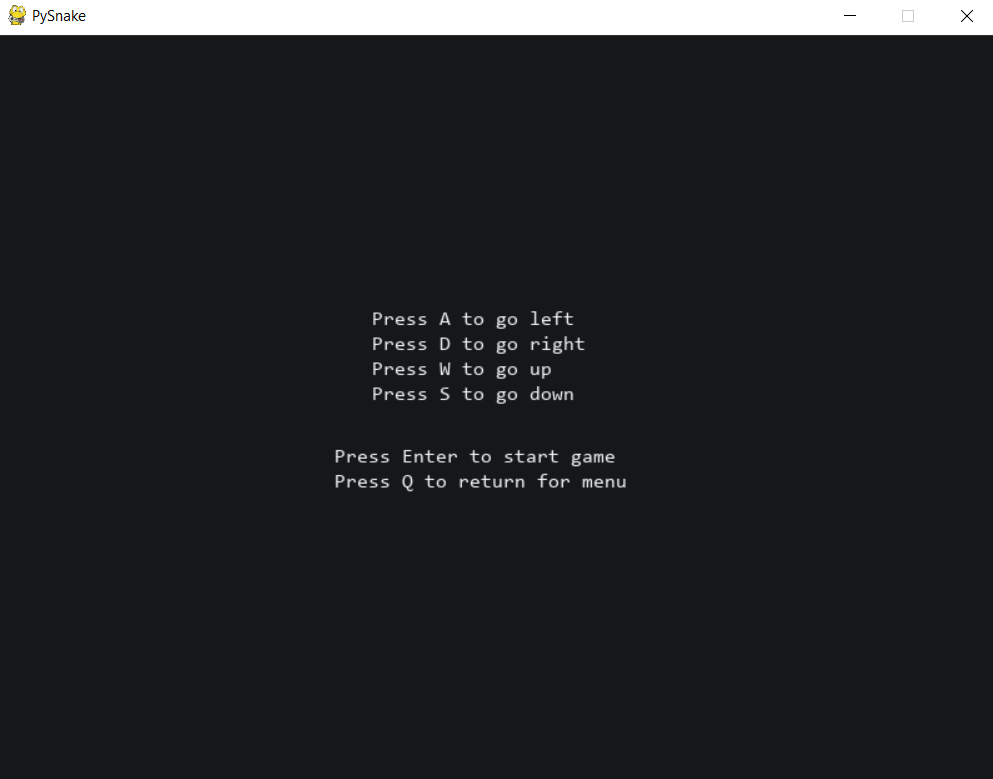 PySnake
Press A to go left
Press D to go right
Press W to go up
Press S to go down
Press Enter to start game
Press Q to return for menu